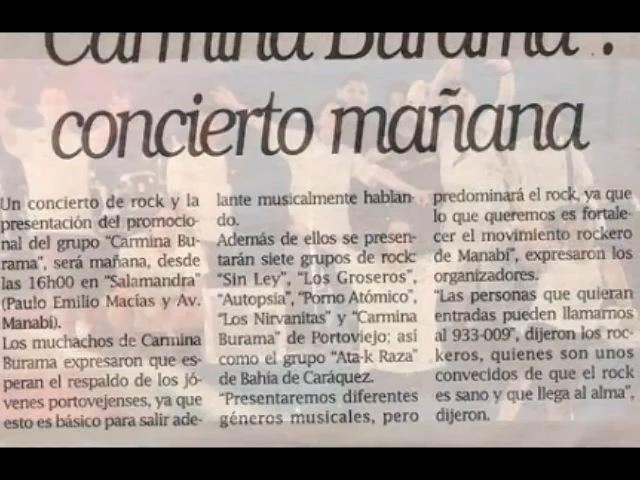 "Carmina Burama":
concierto mañana
Un concierto de rock y la
presentación del promocio-
nal del grupo "Carmina Bu-
rama", será mañana, desde
las 16h00 en "Salamandra"
(Paulo Emilio Macías y Av.
Manabí).
Los muchachos de Carmina
Burama expresaron que es-
peran el respaldo de los jó-
venes portovejenses, ya que
esto es básico para salir ade-
lante musicalmente hablan-
do.
Además de ellos se presen-
tarán siete grupos de rock:
"Sin Ley", "Los Groseros",
"Autopsia", "Porno Atómico",
"Los Nirvanitas" y "Carmina
Burama" de Portoviejo; así
como el grupo "Ata-k Raza"
de Bahía de Caráquez.
"Presentaremos diferentes
géneros musicales, pero
predominará el rock, ya que
lo que queremos es fortale-
cer el movimiento rockero
de Manabí", expresaron los
organizadores.
"Las personas que quieran
entradas pueden llamarnos
al 933-009", dijeron los roc-
keros, quienes son unos
convecidos de que el rock
es sano y que llega al alma",
dijeron.